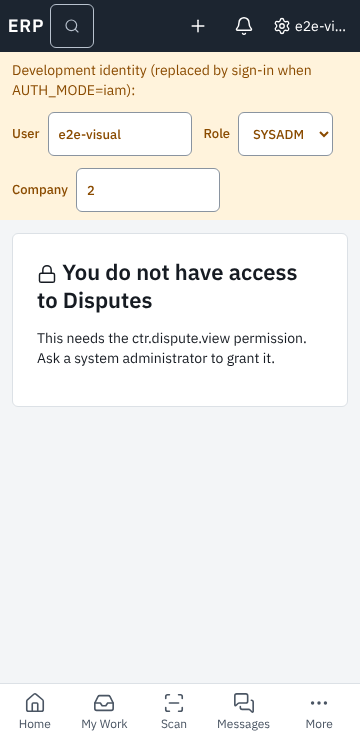 ERP
e2e-vi...
Development identity (replaced by sign-in when
AUTH_MODE=iam):
User e2e-visual Role SYSADM
Company 2
You do not have access
to Disputes
This needs the ctr.dispute.view permission.
Ask a system administrator to grant it.
Home My Work Scan Messages More